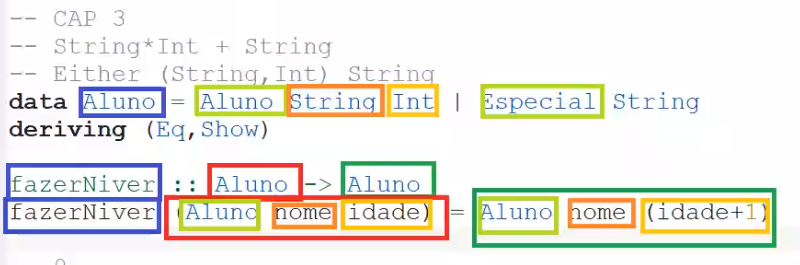 -- CAP 3
-- String*Int + String
-- Either (String,Int) String
data Aluno = Aluno String Int | Especial String
deriving (Eq,Show)
fazerNiver :: Aluno -> Aluno
fazerNiver (Aluno nome idade) = Aluno nome (idade+1)